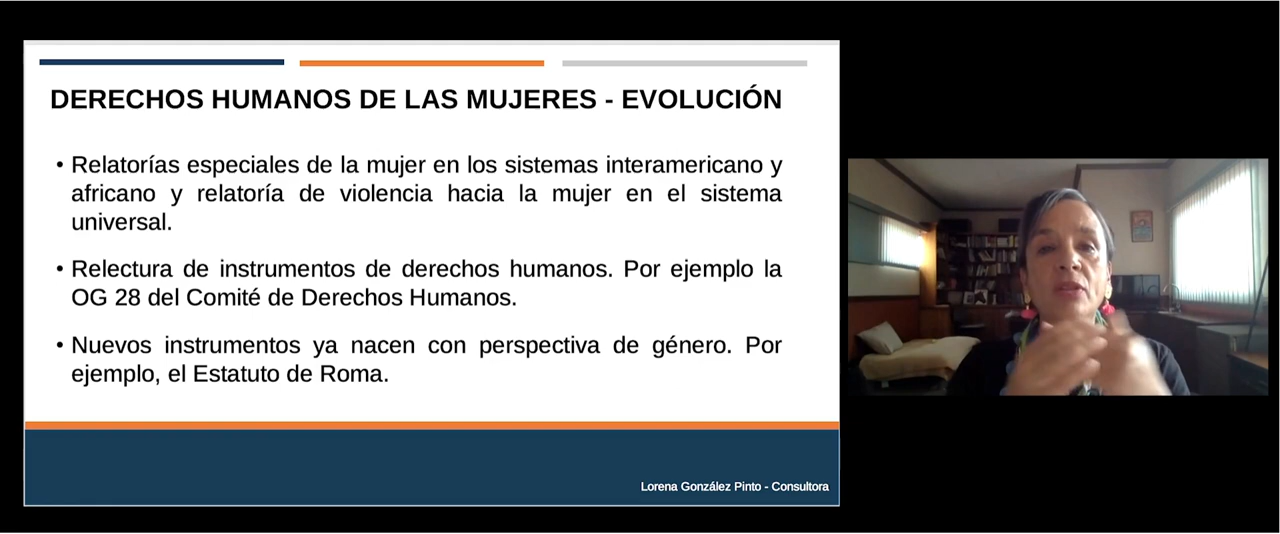 DERECHOS HUMANOS DE LAS MUJERES - EVOLUCIÓN
• Relatorías especiales de la mujer en los sistemas interamericano y
africano y relatoría de violencia hacia la mujer en el sistema
universal.
• Relectura de instrumentos de derechos humanos. Por ejemplo la
OG 28 del Comité de Derechos Humanos.
• Nuevos instrumentos ya nacen con perspectiva de género. Por
ejemplo, el Estatuto de Roma.
Lorena González Pinto - Consultora